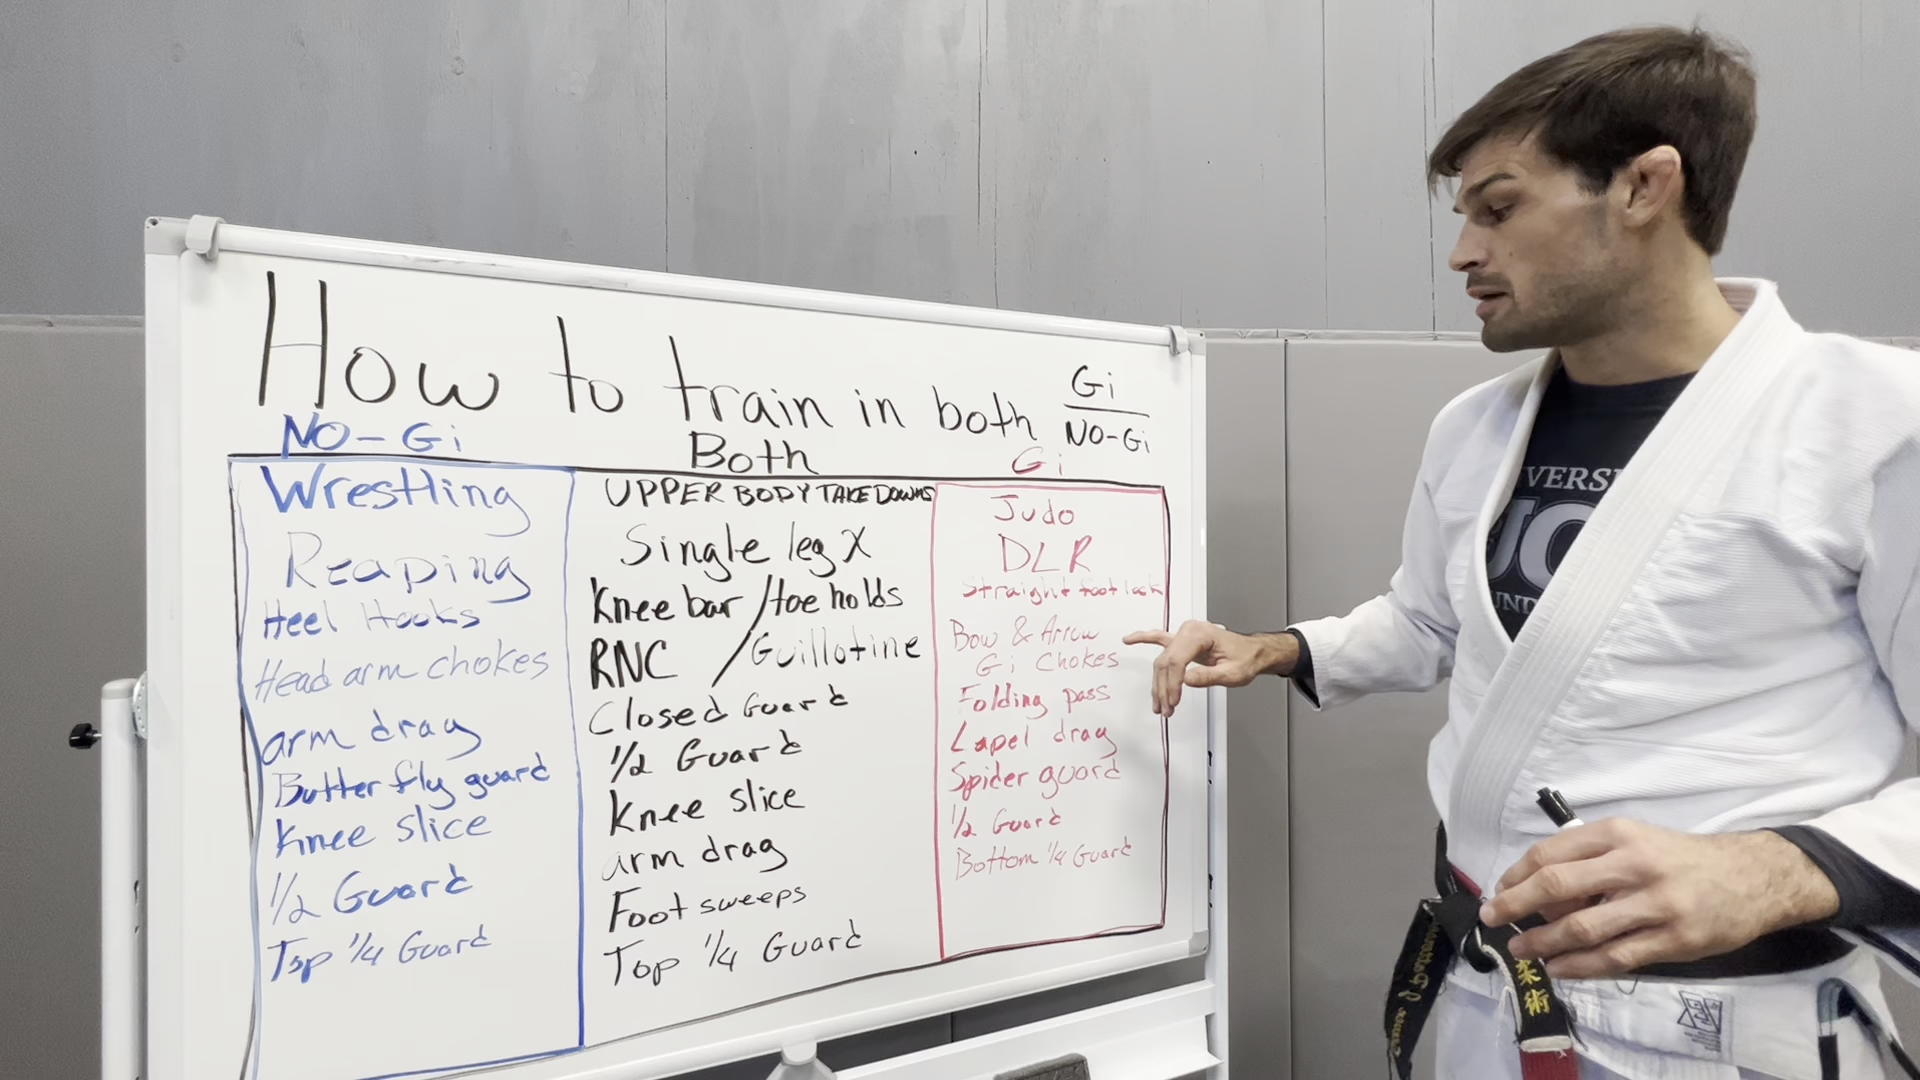 How to train in both Gi
NO-Gi
NO-Gi
Wrestling
Reaping
Heel Hooks
Head arm chokes
arm drag
Butterfly guard
Knee slice
1/2 Guard
Top 1/4 Guard
Both
UPPER BODY TAKE DOWNS
Single leg X
Knee bar / toe holds
RNC / Guillotine
Closed Guard
1/2 Guard
Knee slice
arm drag
Foot sweeps
Top 1/4 Guard
Gi
Judo
DLR
Straight foot lock
Bow & Arrow
Gi Chokes
Folding pass
Lapel drag
Spider guard
1/2 Guard
Bottom 1/4 Guard
柔術